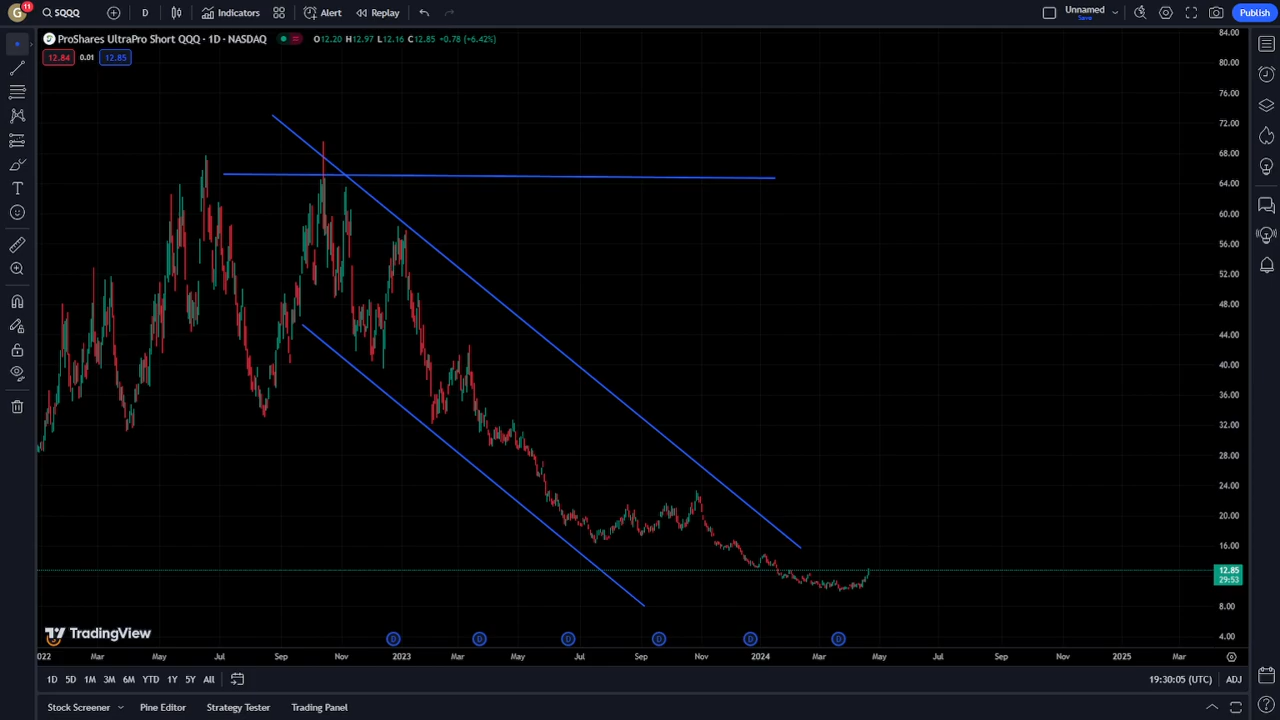 G 11 SQQQ D Indicators Alert Replay Unnamed Save Publish
ProShares UltraPro Short QQQ · 1D · NASDAQ O12.20 H12.97 L12.16 C12.85 +0.78 (+6.42%)
12.84 0.01 12.85
84.00
80.00
76.00
72.00
68.00
64.00
60.00
56.00
52.00
48.00
44.00
40.00
36.00
32.00
28.00
24.00
20.00
16.00
12.85
29:53
8.00
4.00
TradingView
D D D D D D
022 Mar May Jul Sep Nov 2023 Mar May Jul Sep Nov 2024 Mar May Jul Sep Nov 2025 Mar
1D 5D 1M 3M 6M YTD 1Y 5Y All 19:30:05 (UTC) ADJ
Stock Screener Pine Editor Strategy Tester Trading Panel